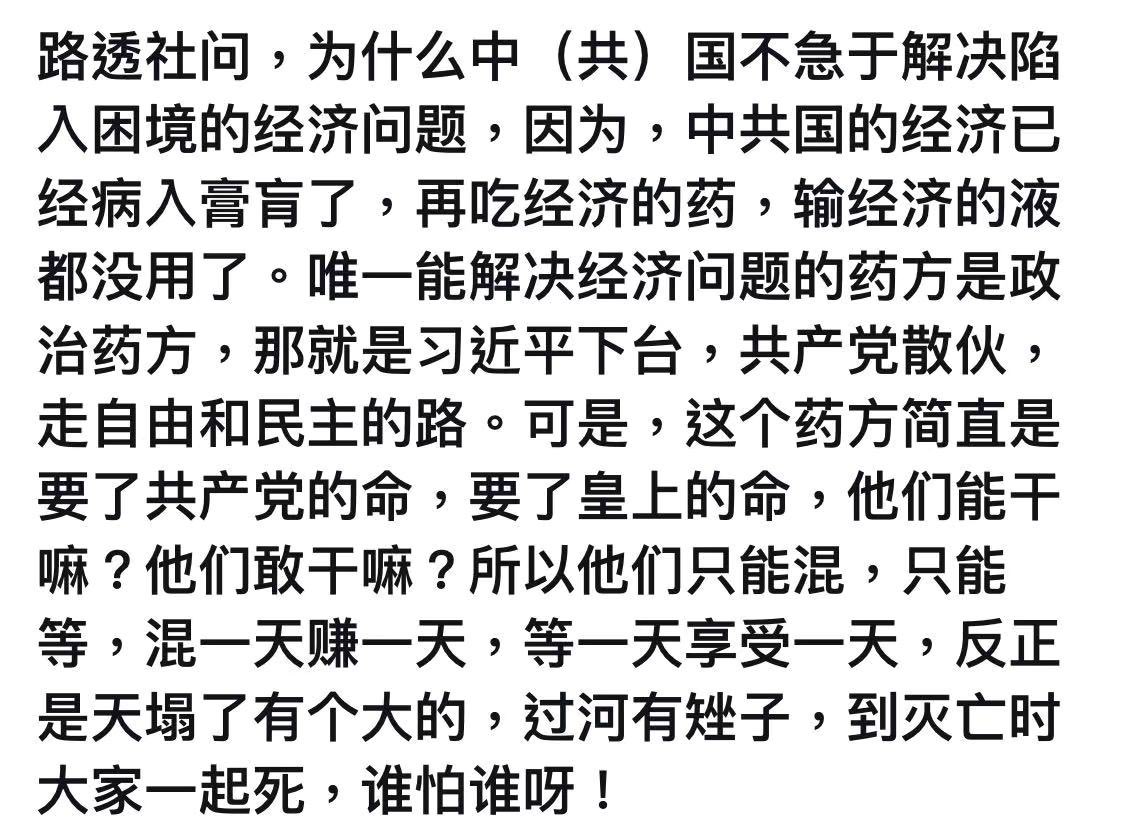 路透社问，为什么中（共）国不急于解决陷
入困境的经济问题，因为，中共国的经济已
经病入膏肓了，再吃经济的药，输经济的液
都没用了。唯一能解决经济问题的药方是政
治药方，那就是习近平下台，共产党散伙，
走自由和民主的路。可是，这个药方简直是
要了共产党的命，要了皇上的命，他们能干
嘛？他们敢干嘛？所以他们只能混，只能
等，混一天赚一天，等一天享受一天，反正
是天塌了有个大的，过河有矬子，到灭亡时
大家一起死，谁怕谁呀！